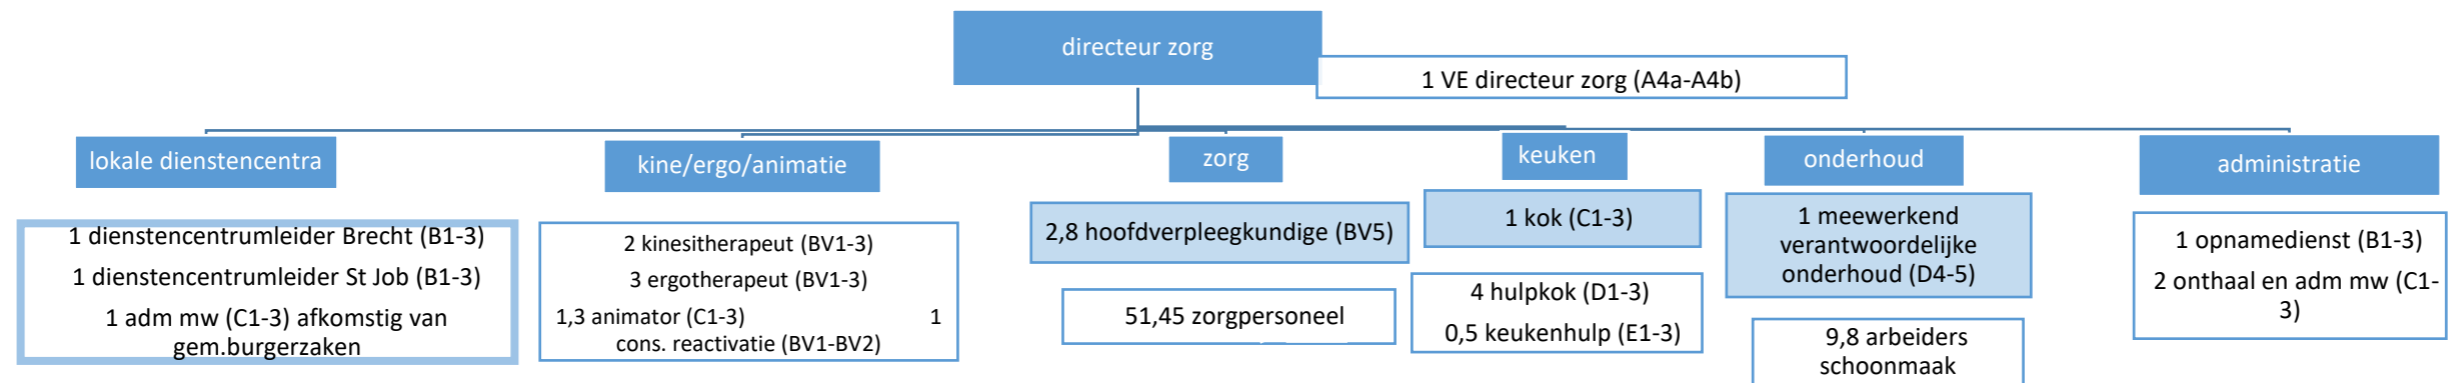 directeur zorg
1 VE directeur zorg (A4a-A4b)
lokale dienstencentra
1 dienstencentrumleider Brecht (B1-3)
1 dienstencentrumleider St Job (B1-3)
1 adm mw (C1-3) afkomstig van
gem.burgerzaken
kine/ergo/animatie
2 kinesitherapeut (BV1-3)
3 ergotherapeut (BV1-3)
1,3 animator (C1-3) 1
cons. reactivatie (BV1-BV2)
zorg
2,8 hoofdverpleegkundige (BV5)
51,45 zorgpersoneel
keuken
1 kok (C1-3)
4 hulpkok (D1-3)
0,5 keukenhulp (E1-3)
onderhoud
1 meewerkend
verantwoordelijke
onderhoud (D4-5)
9,8 arbeiders
schoonmaak
administratie
1 opnamedienst (B1-3)
2 onthaal en adm mw (C1-
3)